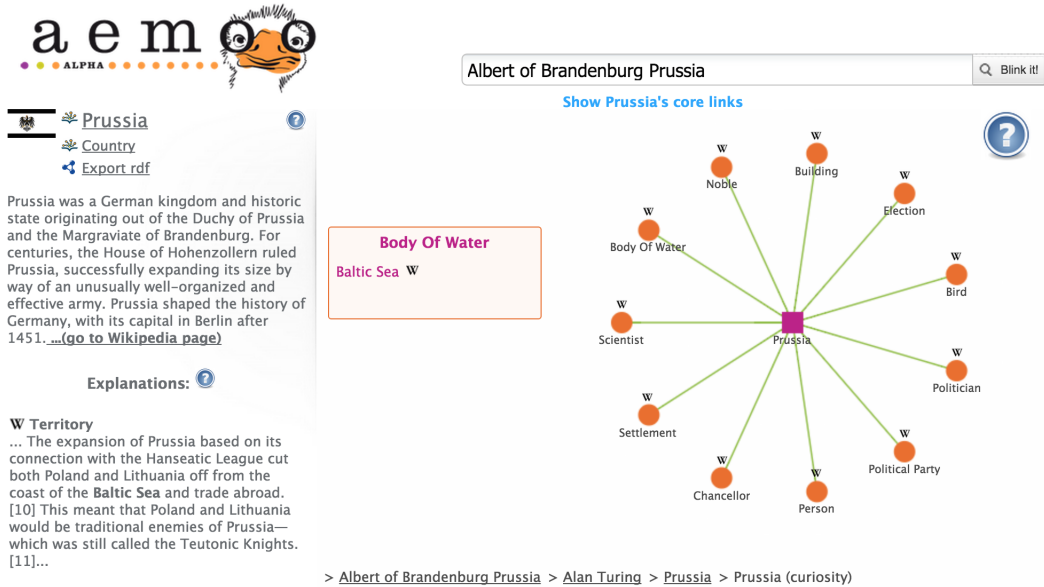 aemoo
ALPHA
Albert of Brandenburg Prussia
Blink it!
Show Prussia's core links
Prussia
?
Country
Export rdf
Prussia was a German kingdom and historic
state originating out of the Duchy of Prussia
and the Margraviate of Brandenburg. For
centuries, the House of Hohenzollern ruled
Prussia, successfully expanding its size by
way of an unusually well-organized and
effective army. Prussia shaped the history of
Germany, with its capital in Berlin after
1451. ...(go to Wikipedia page)
Explanations: ?
W Territory
... The expansion of Prussia based on its
connection with the Hanseatic League cut
both Poland and Lithuania off from the
coast of the Baltic Sea and trade abroad.
[10] This meant that Poland and Lithuania
would be traditional enemies of Prussia—
which was still called the Teutonic Knights.
[11]...
Body Of Water
Baltic Sea W
?
W
Building
W
Noble
W
Election
W
Body Of Water
W
Bird
W
Scientist
Prussia
W
Politician
W
Settlement
W
Political Party
W
Chancellor
W
Person
> Albert of Brandenburg Prussia > Alan Turing > Prussia > Prussia (curiosity)